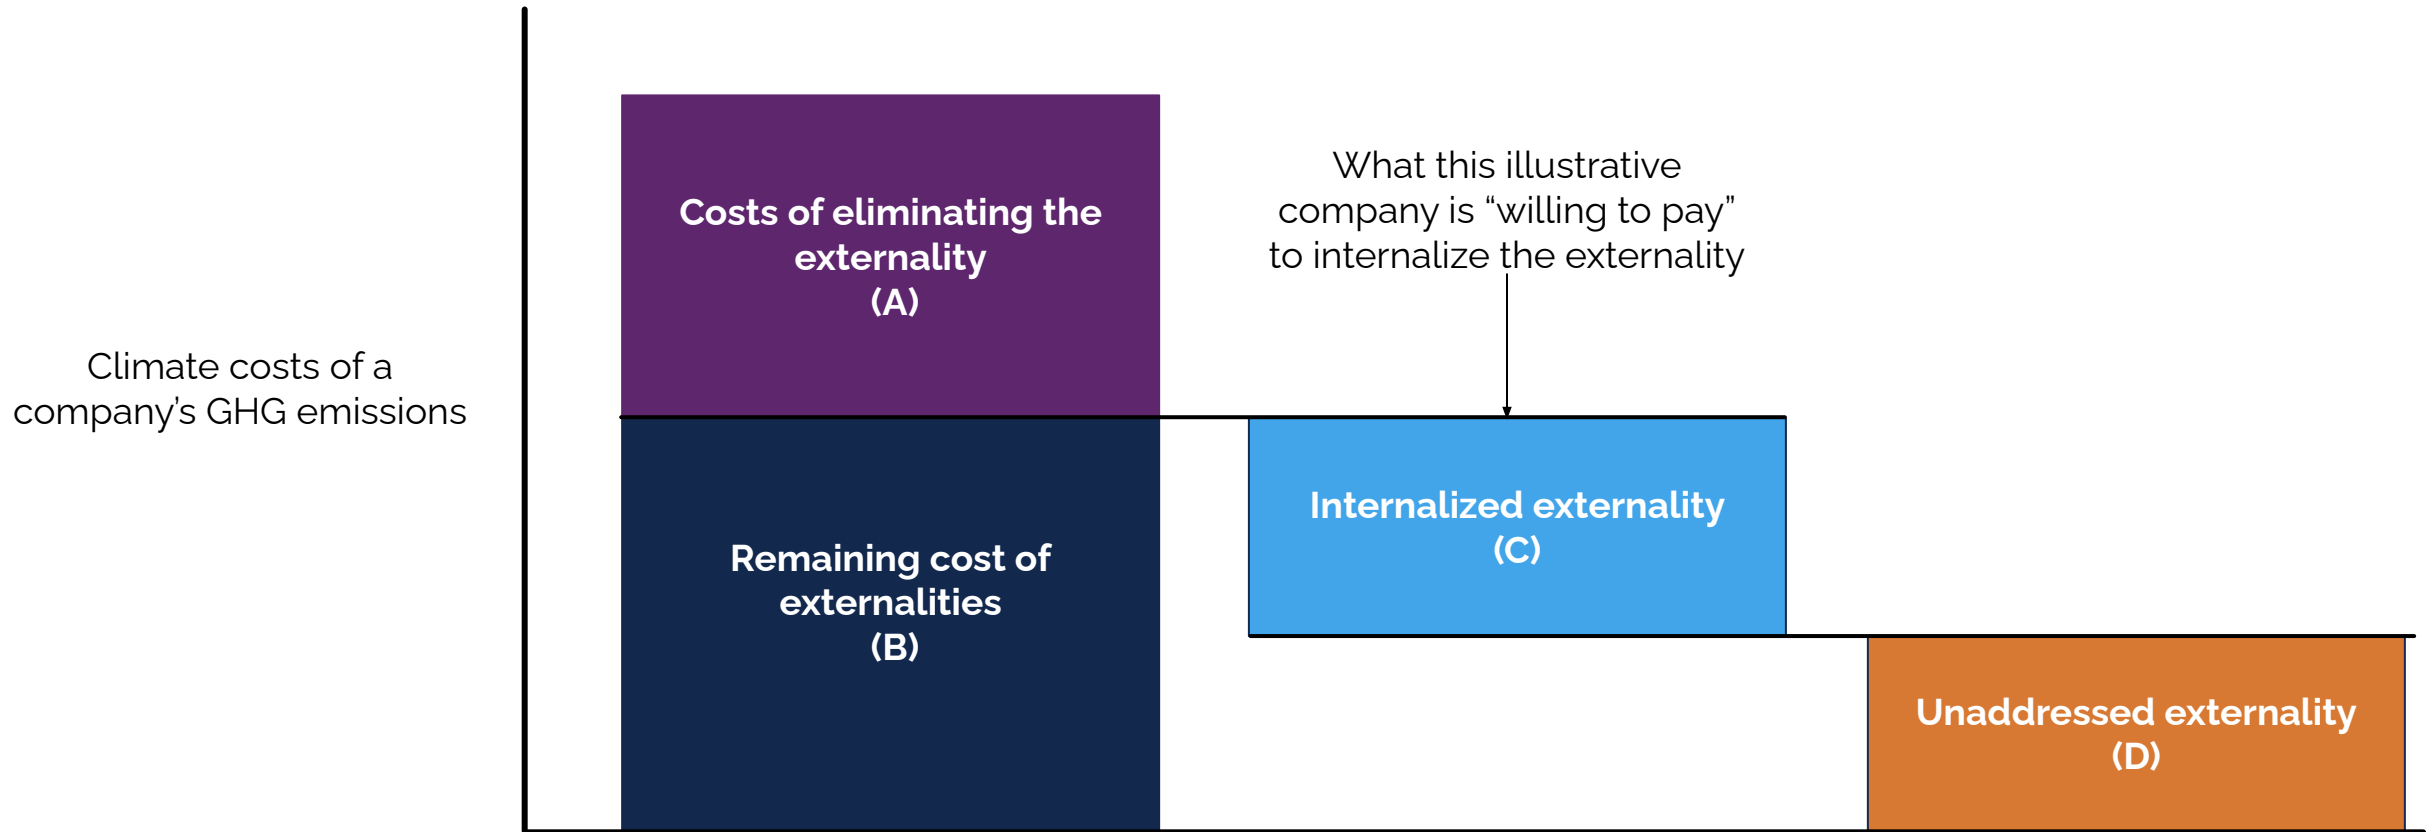 Climate costs of a
company’s GHG emissions
Costs of eliminating the
externality
(A)
Remaining cost of
externalities
(B)
What this illustrative
company is “willing to pay”
to internalize the externality
Internalized externality
(C)
Unaddressed externality
(D)